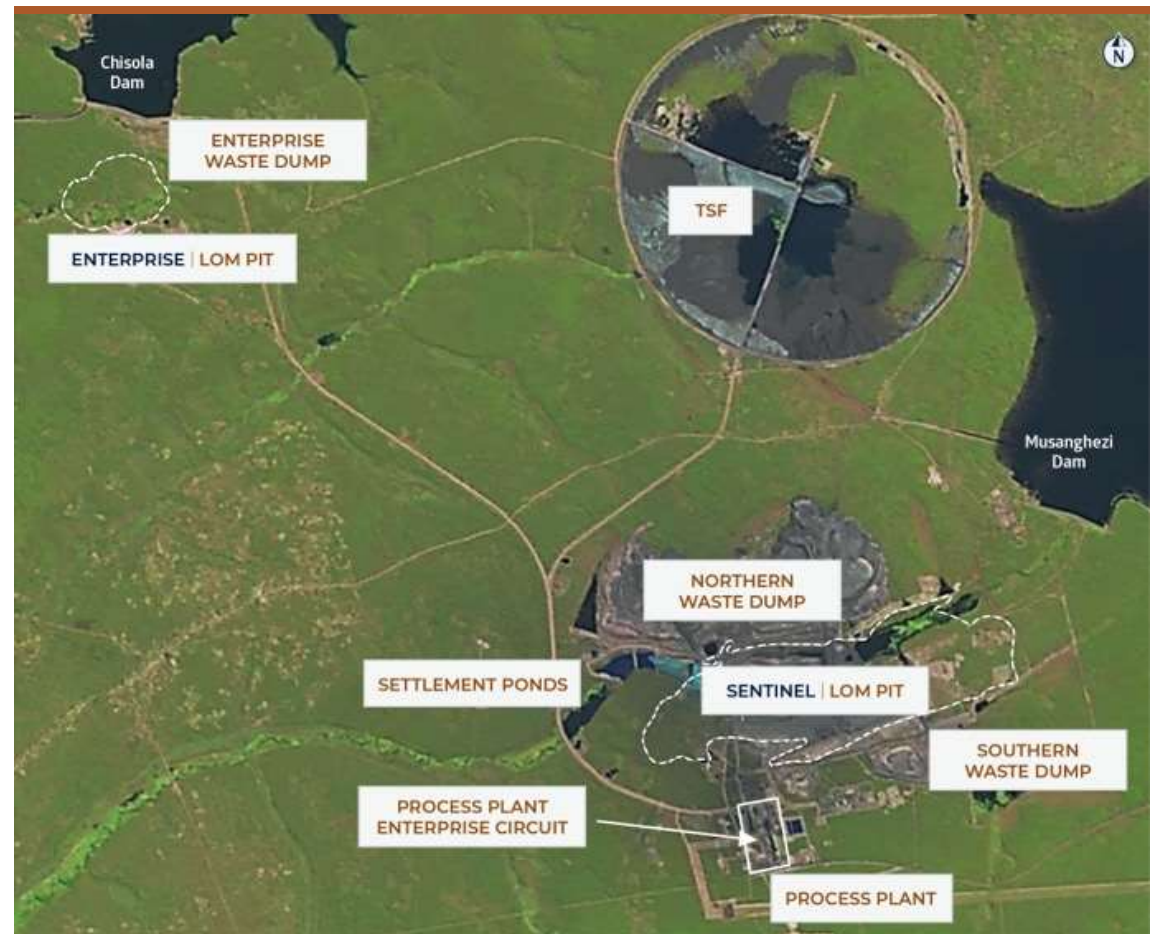 N
Chisola
Dam
ENTERPRISE
WASTE DUMP
TSF
ENTERPRISE | LOM PIT
Musanghezi
Dam
NORTHERN
WASTE DUMP
SETTLEMENT PONDS
SENTINEL | LOM PIT
SOUTHERN
WASTE DUMP
PROCESS PLANT
ENTERPRISE CIRCUIT
PROCESS PLANT